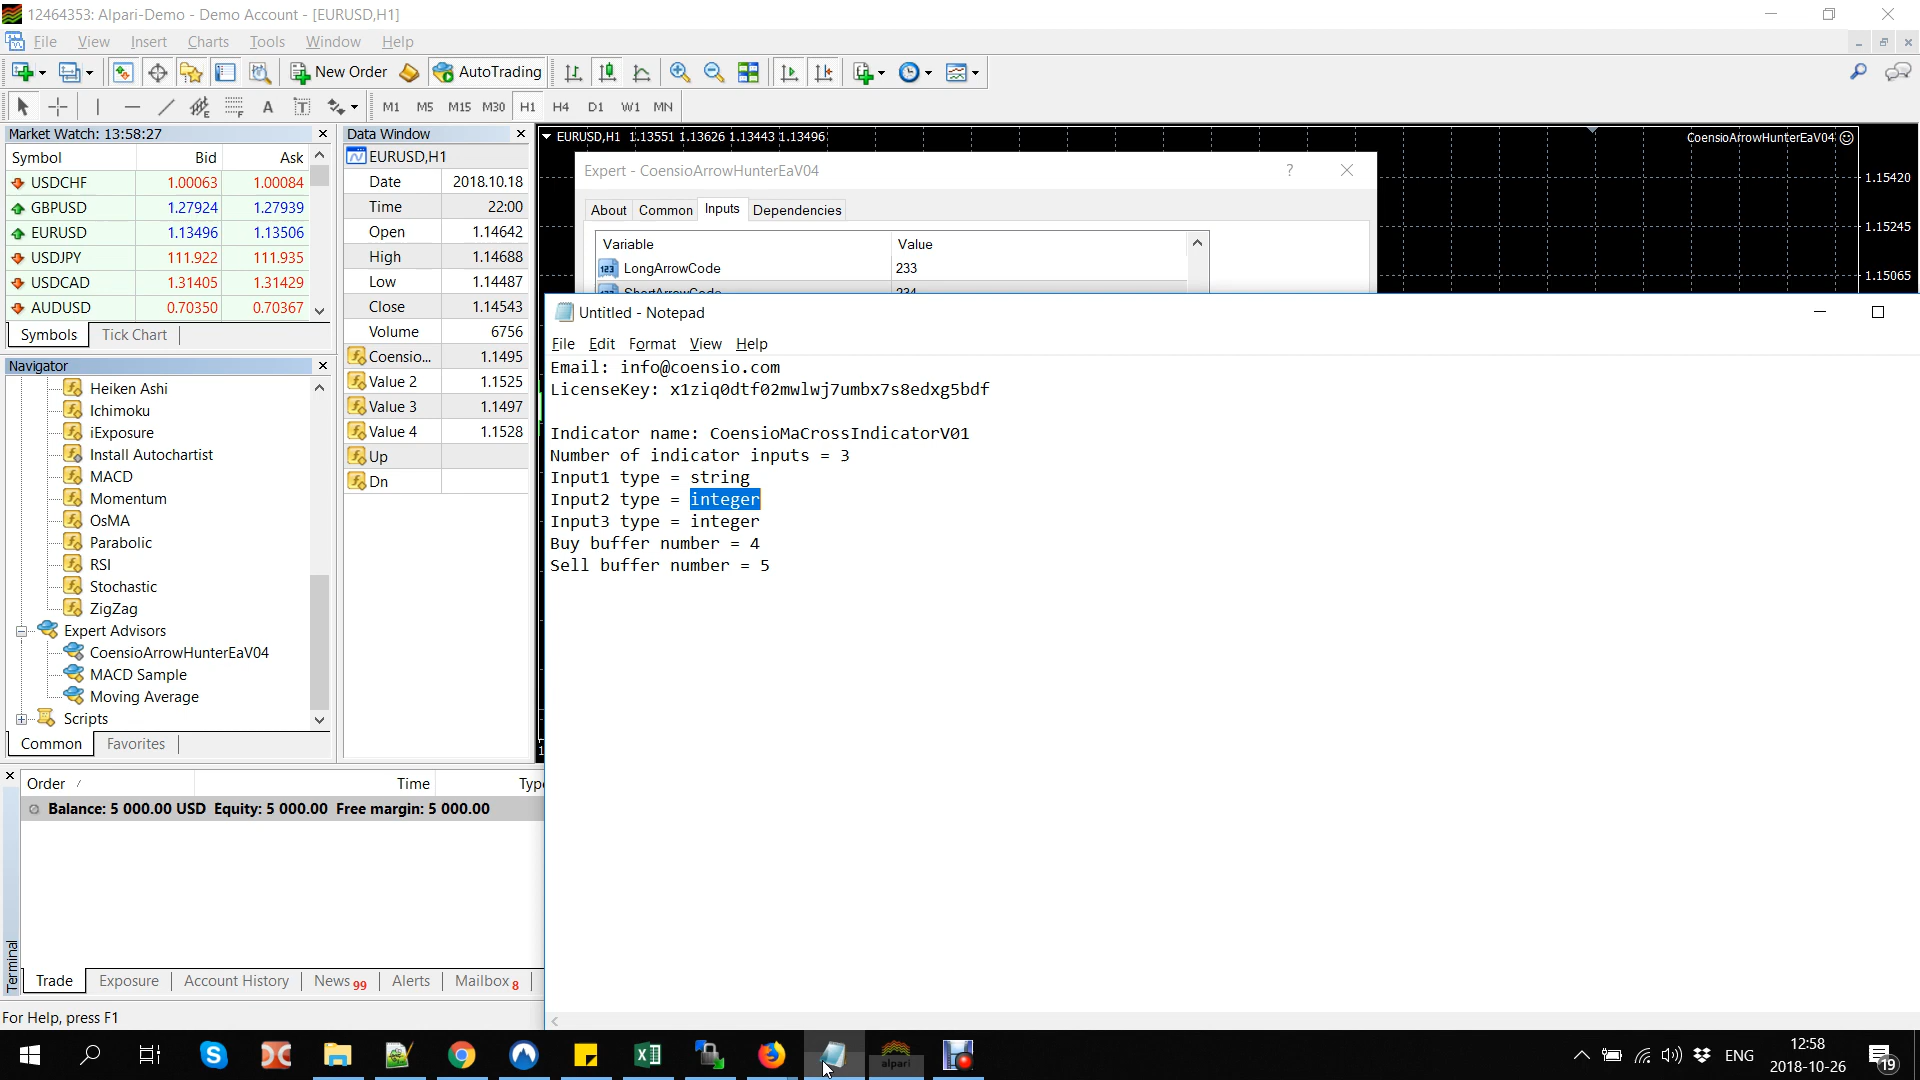 12464353: Alpari-Demo - Demo Account - [EURUSD,H1]
File View Insert Charts Tools Window Help
New Order AutoTrading
A T M1 M5 M15 M30 H1 H4 D1 W1 MN
Market Watch: 13:58:27
Symbol Bid Ask
USDCHF 1.00063 1.00084
GBPUSD 1.27924 1.27939
EURUSD 1.13496 1.13506
USDJPY 111.922 111.935
USDCAD 1.31405 1.31429
AUDUSD 0.70350 0.70367
Symbols Tick Chart
Data Window
EURUSD,H1
Date 2018.10.18
Time 22:00
Open 1.14642
High 1.14688
Low 1.14487
Close 1.14543
Volume 6756
Coensio... 1.1495
Value 2 1.1525
Value 3 1.1497
Value 4 1.1528
Up
Dn
EURUSD,H1 1.13551 1.13626 1.13443 1.13496
CoensioArrowHunterEaV04
1.15420
1.15245
1.15065
Expert - CoensioArrowHunterEaV04 ?
About Common Inputs Dependencies
Variable Value
123 LongArrowCode 233
ShortArrowCode 234
Untitled - Notepad
File Edit Format View Help
Email: info@coensio.com
LicenseKey: x1ziq0dtf02mwlwj7umbx7s8edxg5bdf
Indicator name: CoensioMaCrossIndicatorV01
Number of indicator inputs = 3
Input1 type = string
Input2 type = integer
Input3 type = integer
Buy buffer number = 4
Sell buffer number = 5
Navigator
Heiken Ashi
Ichimoku
iExposure
Install Autochartist
MACD
Momentum
OsMA
Parabolic
RSI
Stochastic
ZigZag
Expert Advisors
CoensioArrowHunterEaV04
MACD Sample
Moving Average
Scripts
Common Favorites
Order / Time Type
Balance: 5 000.00 USD Equity: 5 000.00 Free margin: 5 000.00
Terminal
Trade Exposure Account History News 99 Alerts Mailbox 8
For Help, press F1
alpari
ENG
12:58
2018-10-26
19